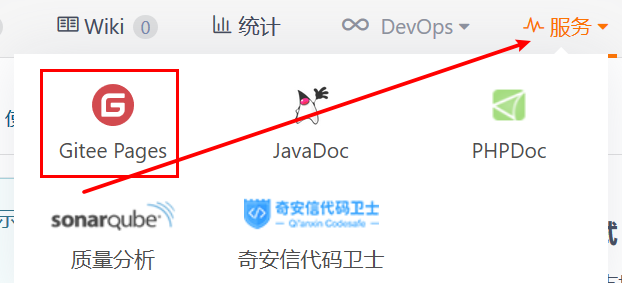 Wiki 0 统计 DevOps 服务
Gitee Pages JavaDoc PHPDoc
sonarqube 奇安信代码卫士
Qi'anxin Codesafe
质量分析 奇安信代码卫士